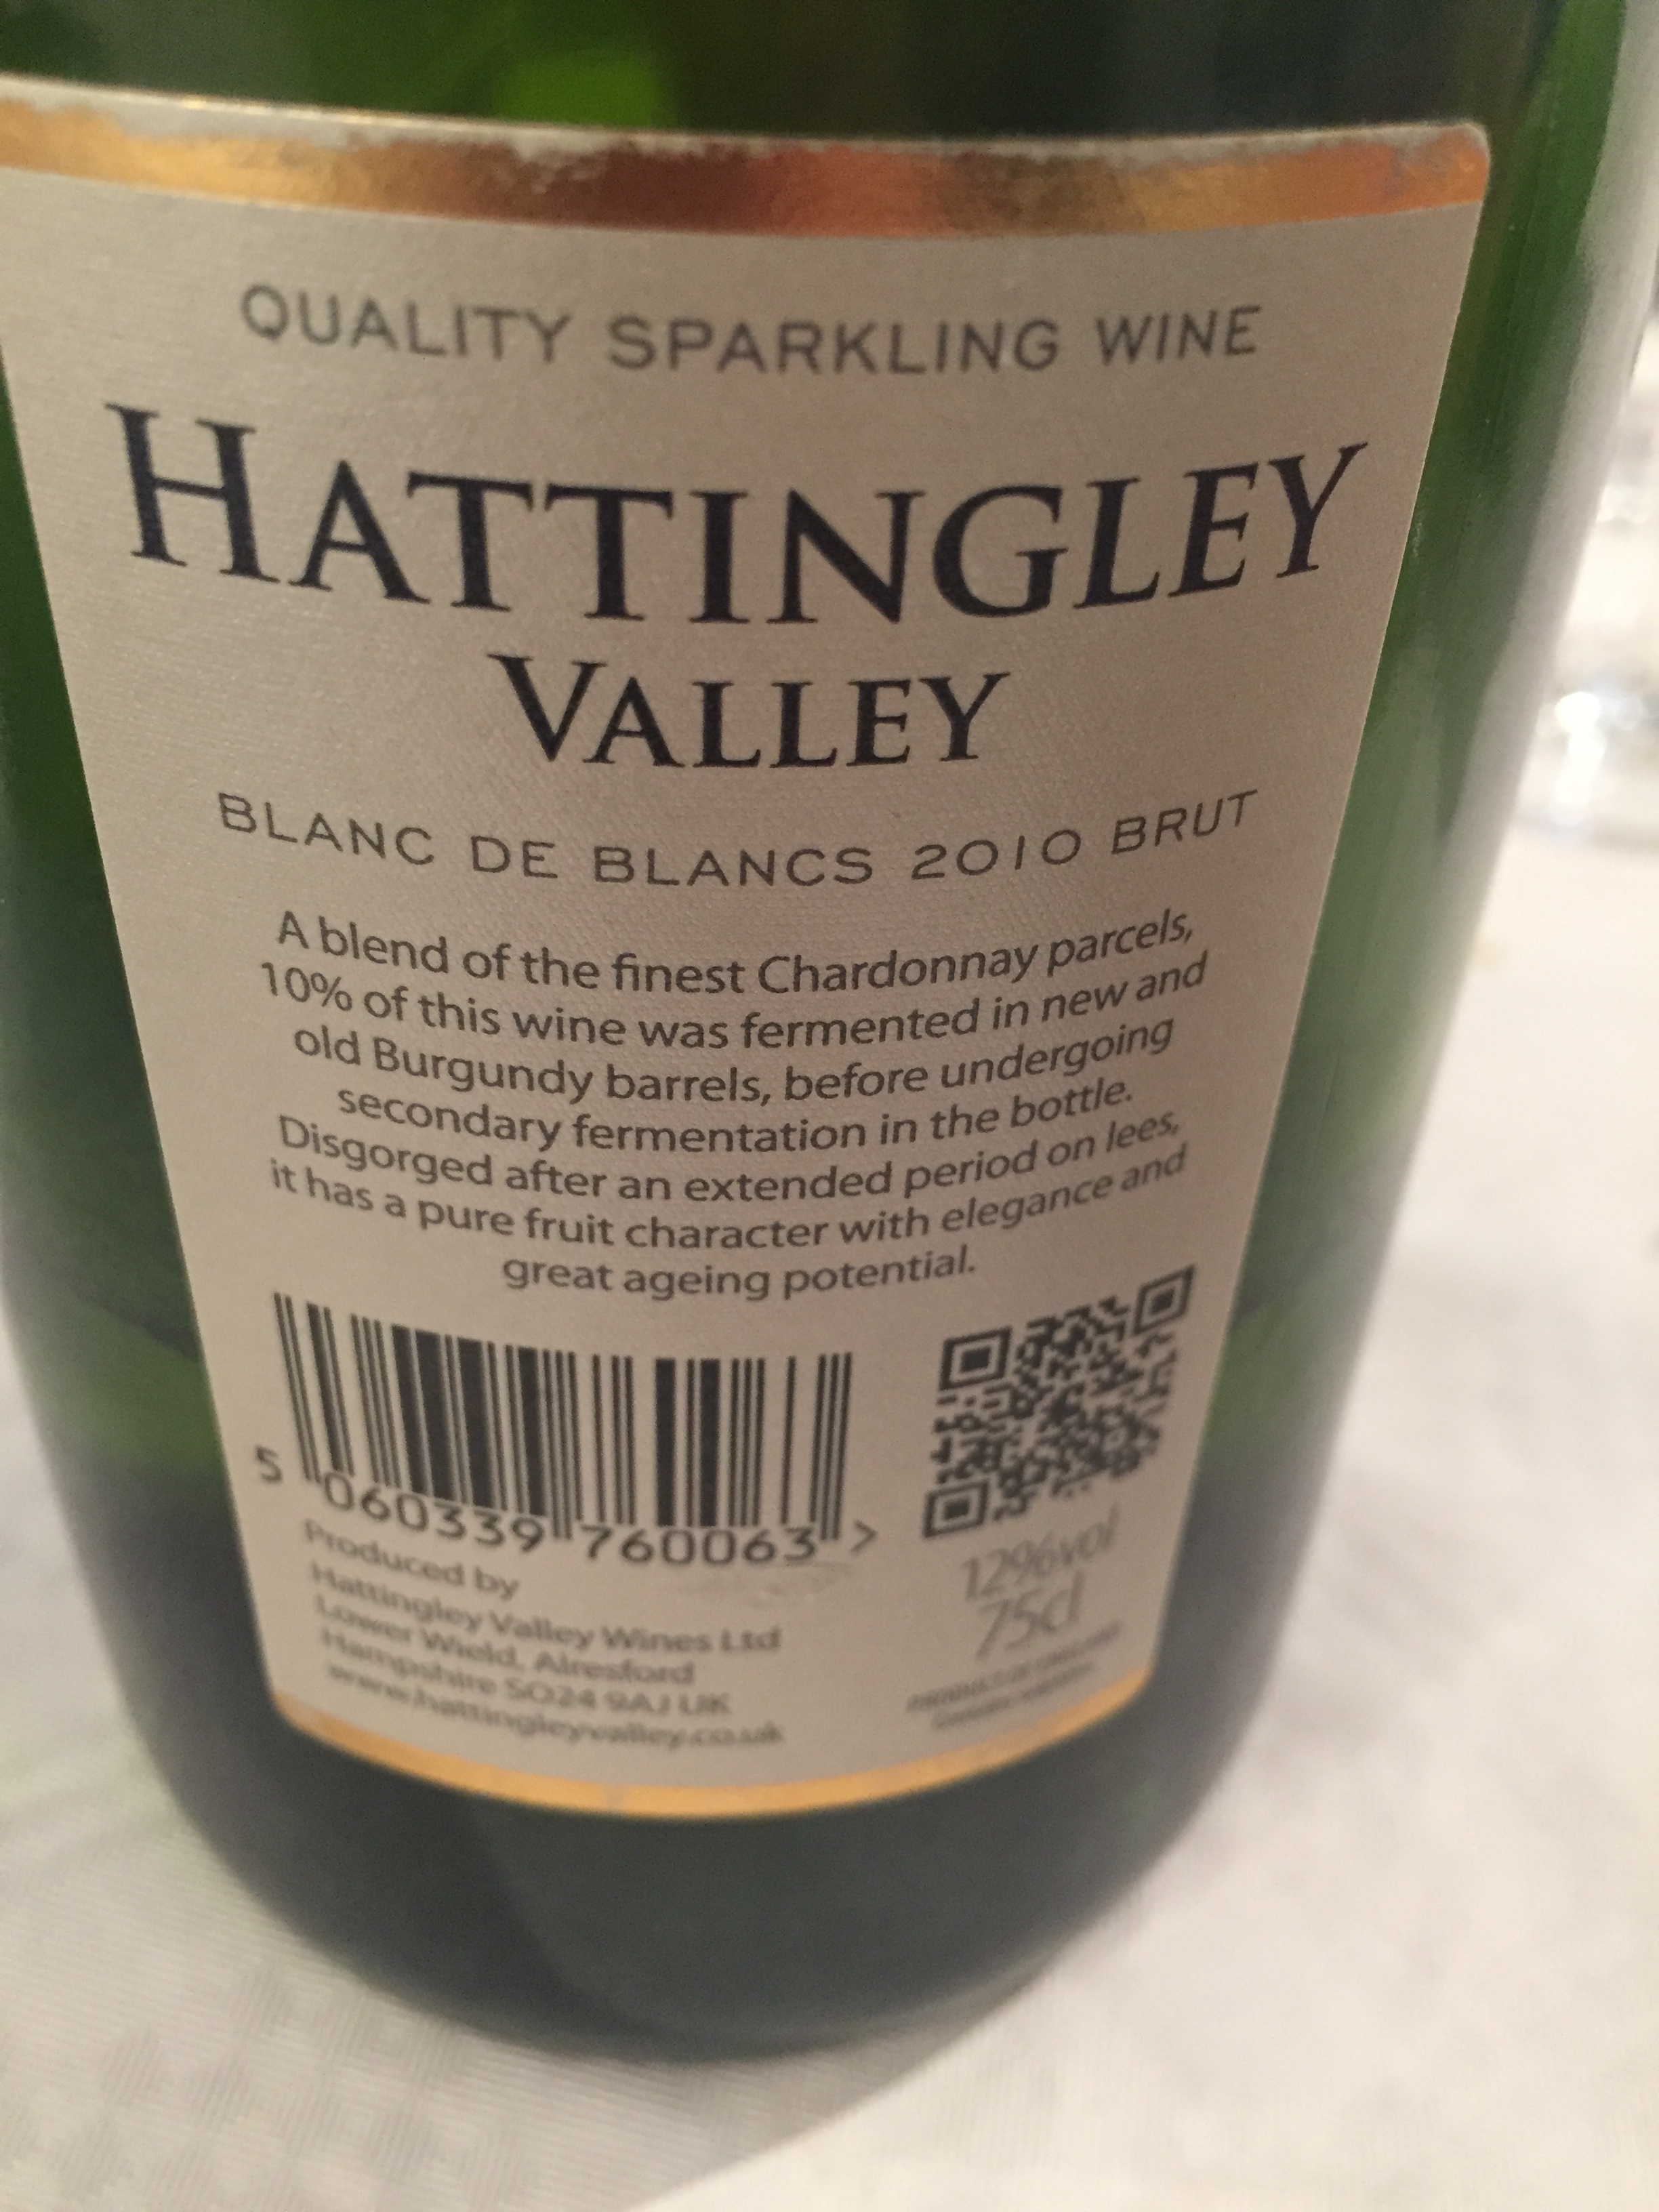 QUALITY SPARKLING WINE
HATTINGLEY
VALLEY
BLANC DE BLANCS 2010 BRUT
A blend of the finest Chardonnay parcels,
10% of this wine was fermented in new and
old Burgundy barrels, before undergoing
secondary fermentation in the bottle.
Disgorged after an extended period on lees,
it has a pure fruit character with elegance and
great ageing potential.
5 060339 760063 >
Produced by
Hattingley Valley Wines Ltd
Lower Wield, Alresford
Hampshire SO24 9AJ UK
www.hattingleyvalley.co.uk
12%vol
75cl
PRODUCT OF ENGLAND